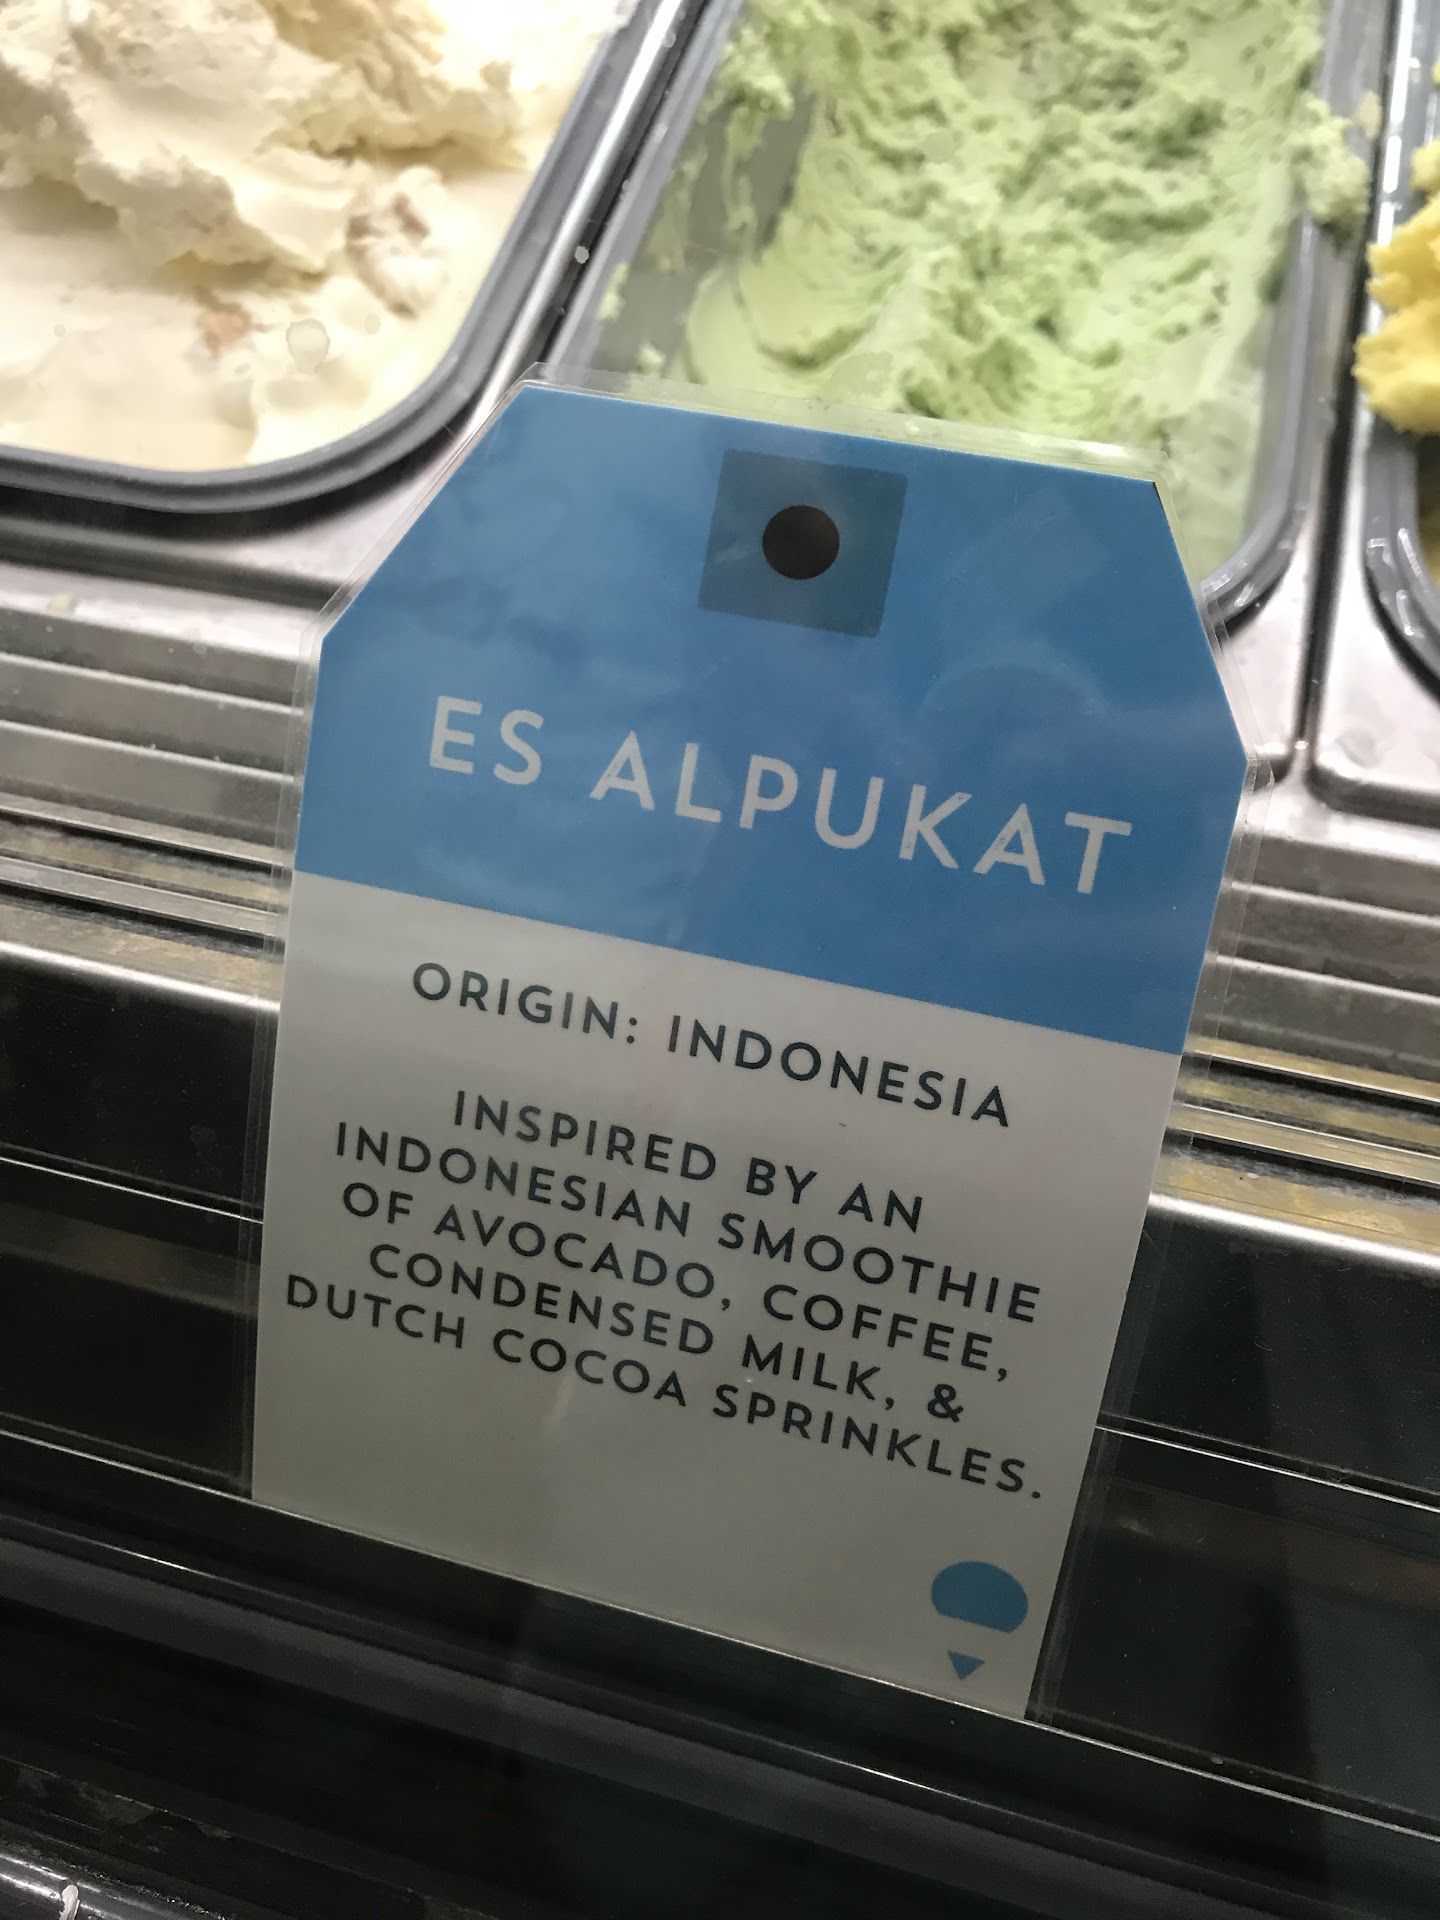 ES ALPUKAT
ORIGIN: INDONESIA
INSPIRED BY AN
INDONESIAN SMOOTHIE
OF AVOCADO, COFFEE,
CONDENSED MILK, &
DUTCH COCOA SPRINKLES.